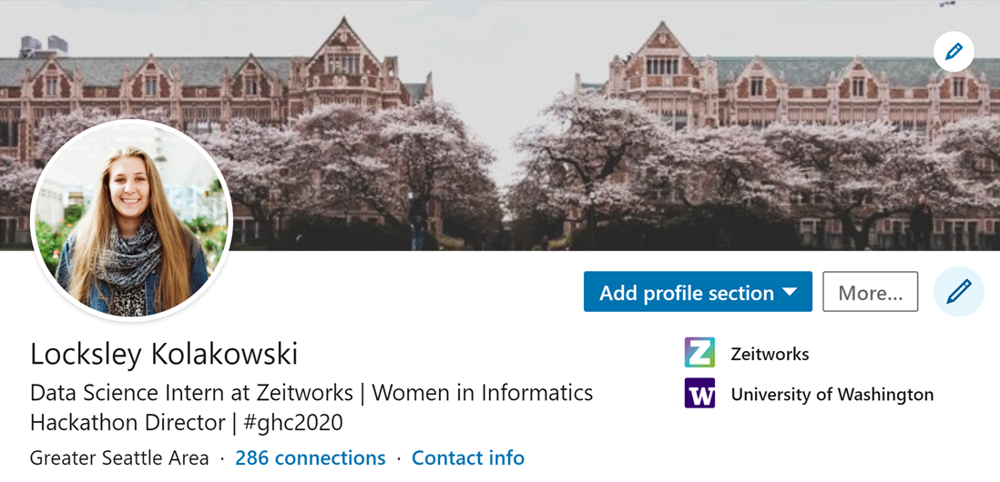 Add profile section
More...
Locksley Kolakowski
Z Zeitworks
Data Science Intern at Zeitworks | Women in Informatics
W University of Washington
Hackathon Director | #ghc2020
Greater Seattle Area · 286 connections · Contact info